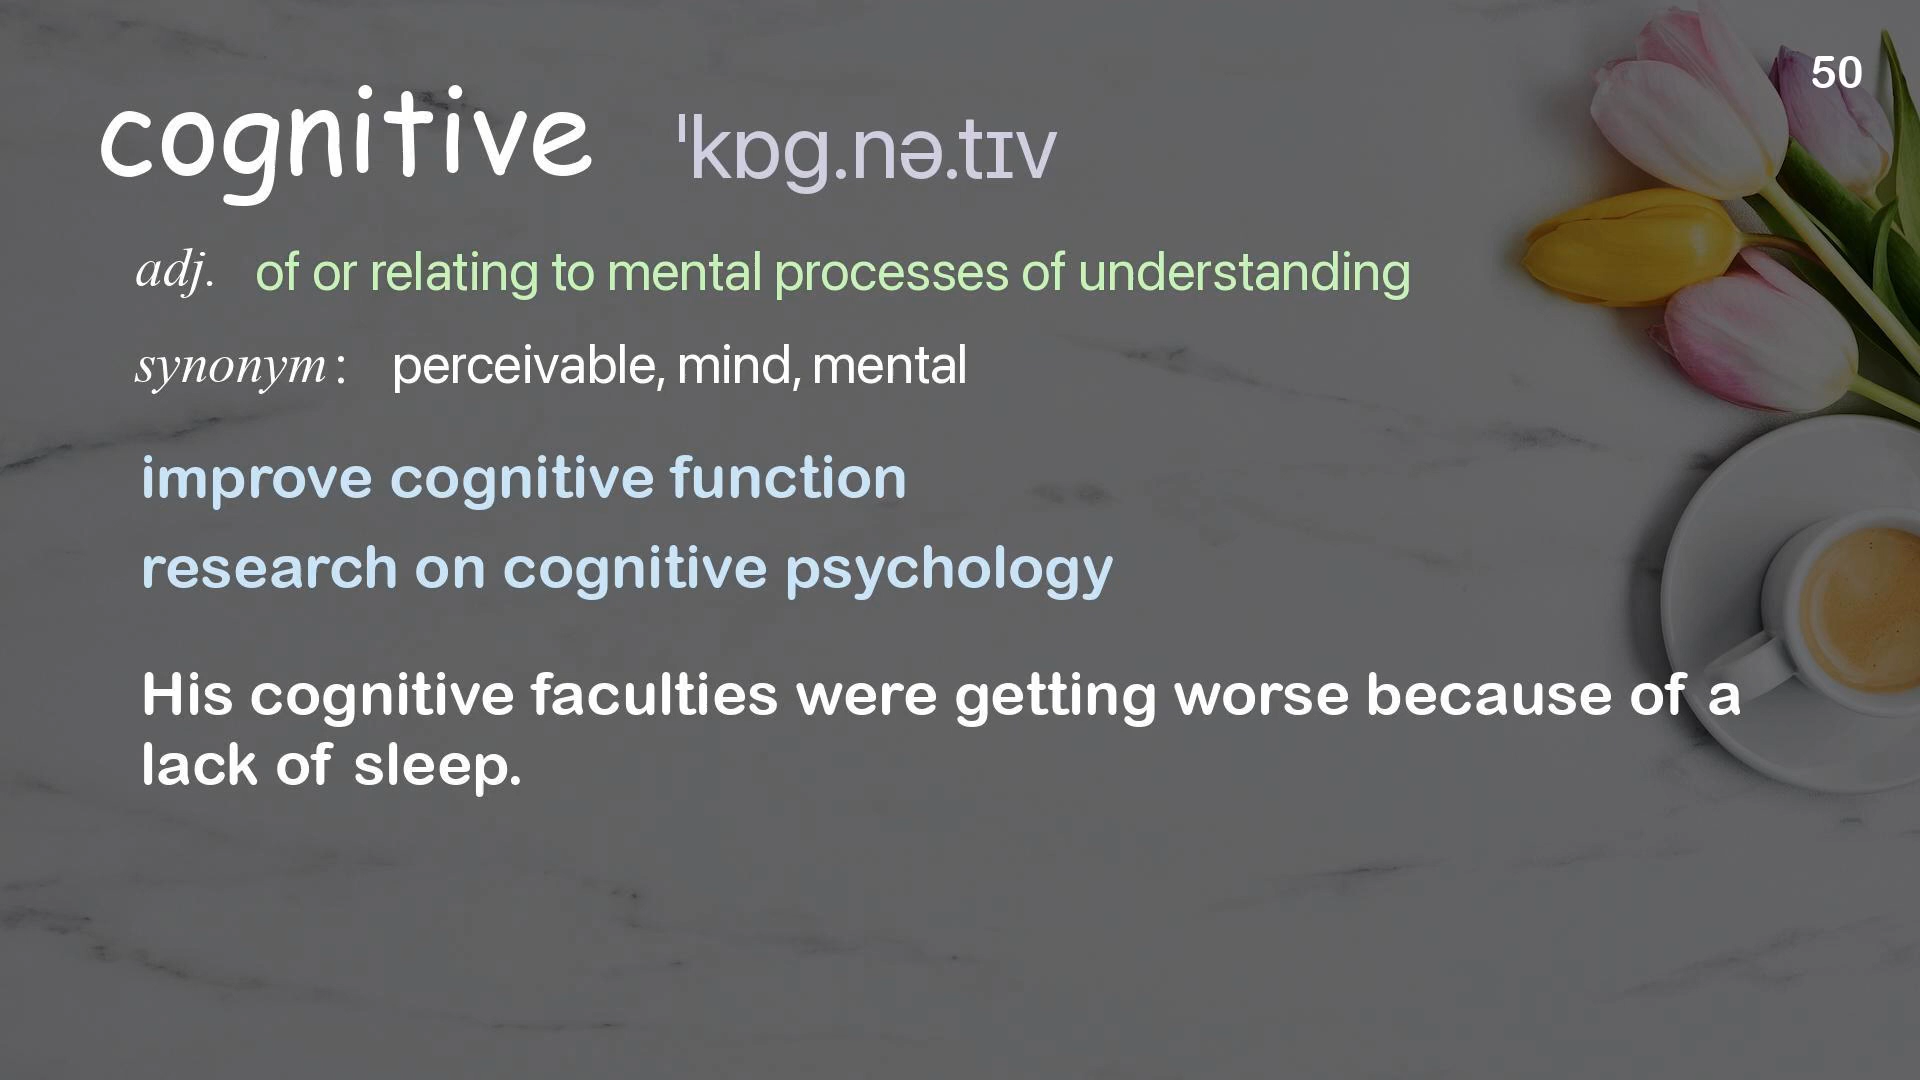 50
cognitive ˈkɒg.nə.tɪv
adj. of or relating to mental processes of understanding
synonym: perceivable, mind, mental
improve cognitive function
research on cognitive psychology
His cognitive faculties were getting worse because of a
lack of sleep.